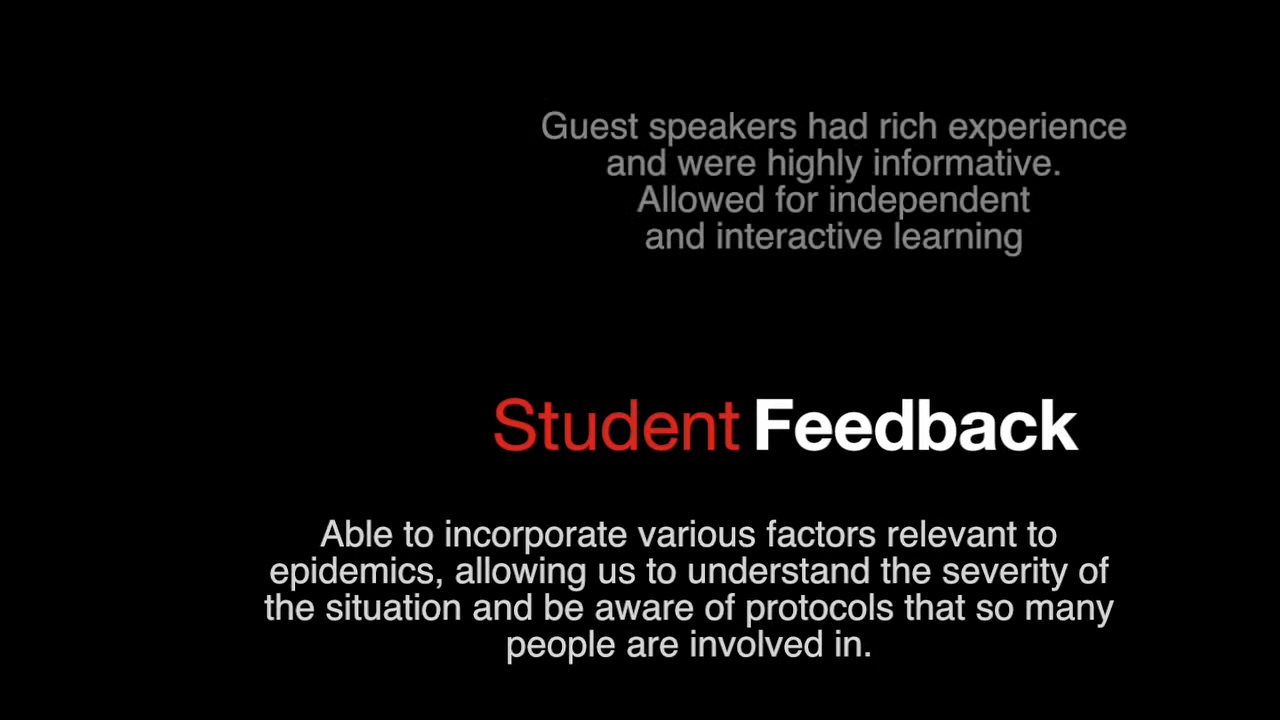 Guest speakers had rich experience
and were highly informative.
Allowed for independent
and interactive learning
Student Feedback
Able to incorporate various factors relevant to
epidemics, allowing us to understand the severity of
the situation and be aware of protocols that so many
people are involved in.